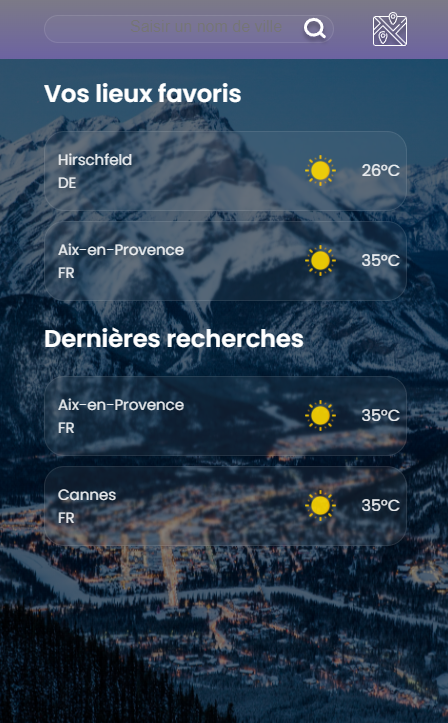 Saisir un nom de ville
Vos lieux favoris
Hirschfeld
DE
26°C
Aix-en-Provence
FR
35°C
Dernières recherches
Aix-en-Provence
FR
35°C
Cannes
FR
35°C